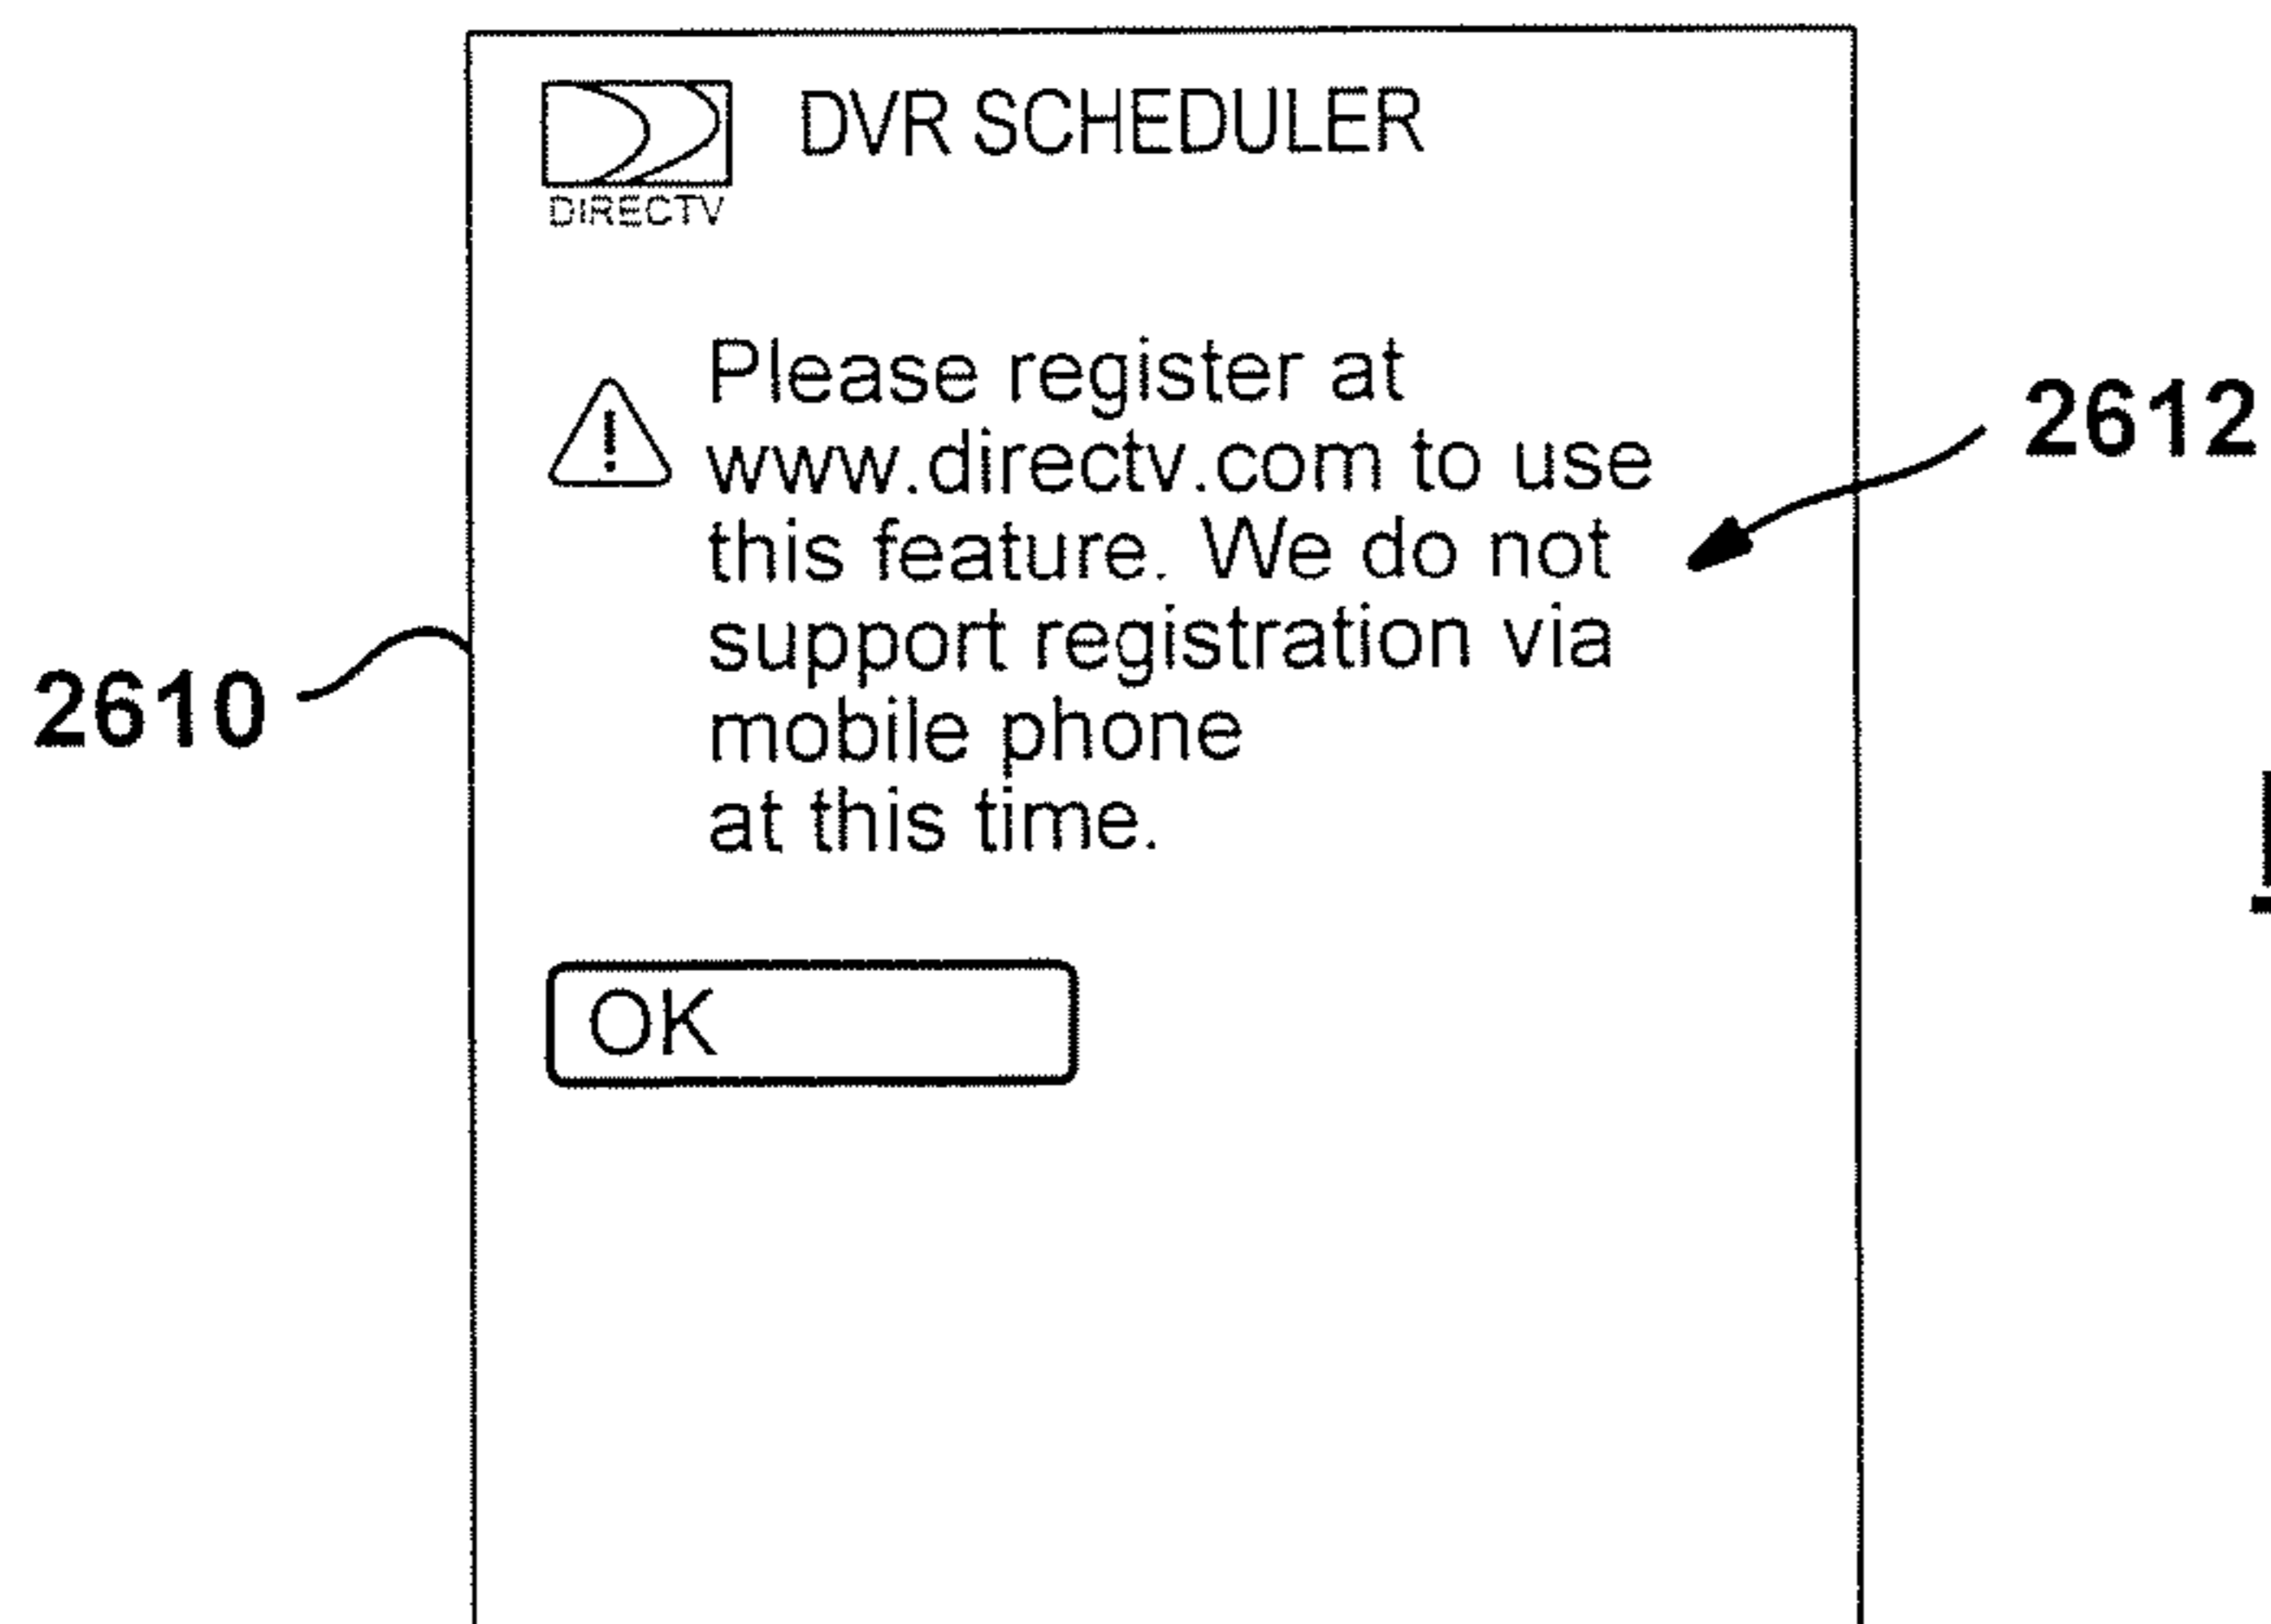 DVR SCHEDULER
DIRECTV
Please register at
www.directv.com to use
this feature. We do not
support registration via
mobile phone
at this time.
2612
2610
OK